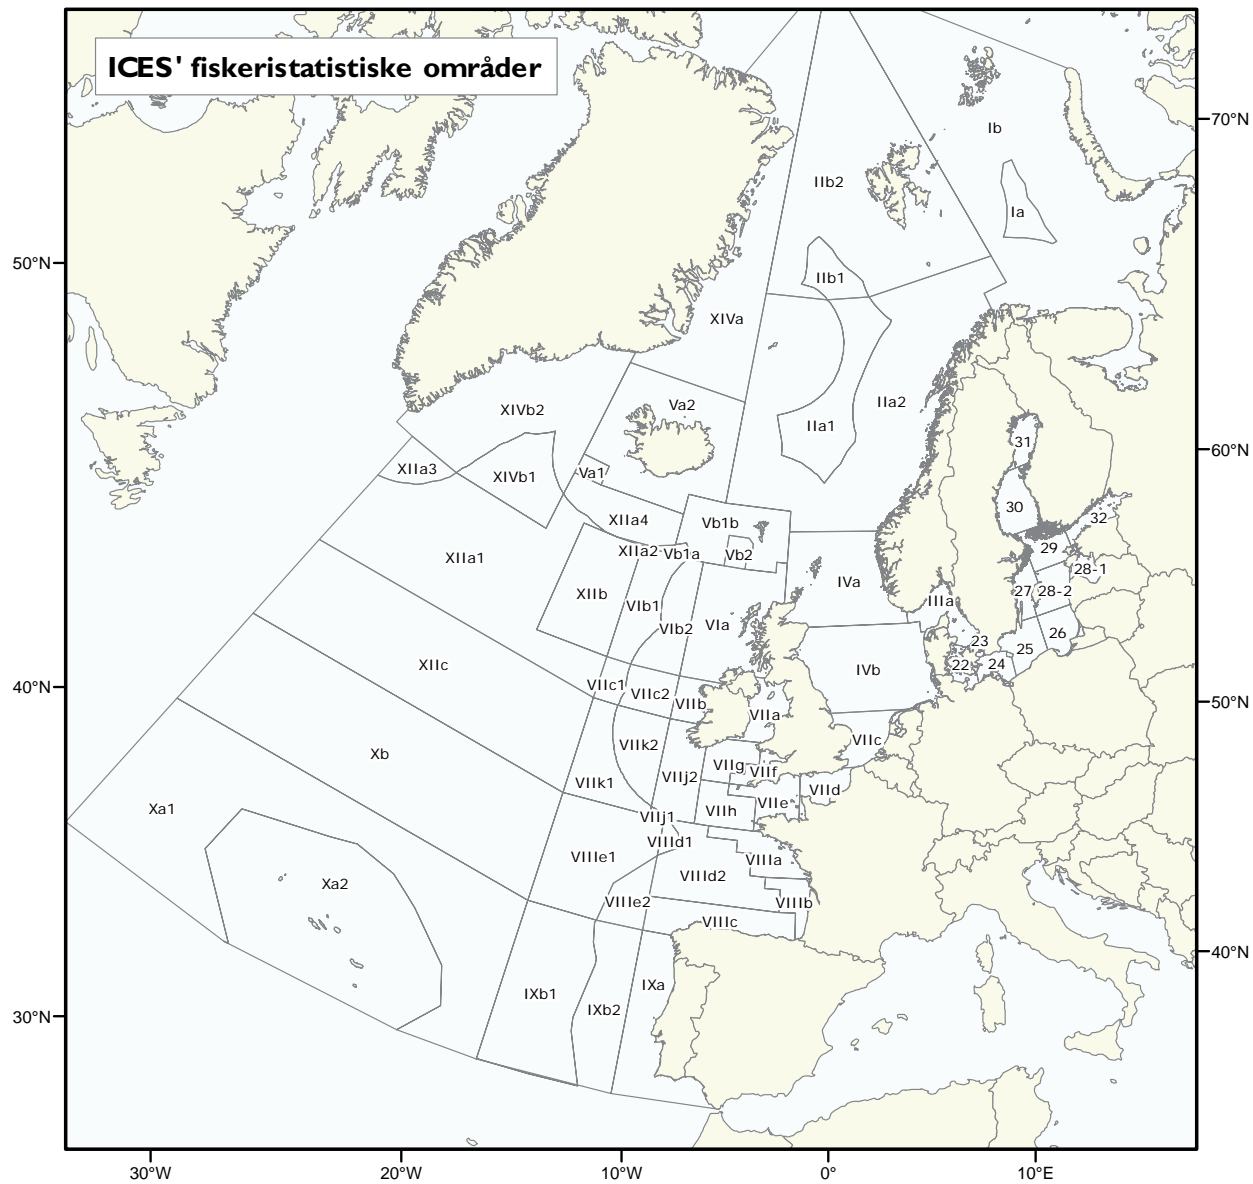 ICES' fiskeristatistiske områder
70°N
Ib
IIb2
Ia
50°N
IIb1
XIVa
XIVb2
Va2
IIa2
IIa1
31
60°N
XIIa3
XIVb1
Va1
30
XIIa4
Vb1b
32
XIIa1
XIIa2
Vb1a
Vb2
29
28-1
IVa
XIIb
VIb1
IIIa
27
28-2
VIb2
VIa
26
23
25
XIIc
IVb
22
24
40°N
VIIc1
VIIc2
VIIb
50°N
VIIa
Xb
VIIk2
VIIc
VIIg
VIIf
VIIk1
VIIj2
VIId
Xa1
VIIh
VIIe
VIIj1
VIIId1
VIIIe1
VIIIa
Xa2
VIIId2
VIIIe2
VIIIb
VIIIc
40°N
IXb1
IXa
IXb2
30°N
30°W
20°W
10°W
0°
10°E